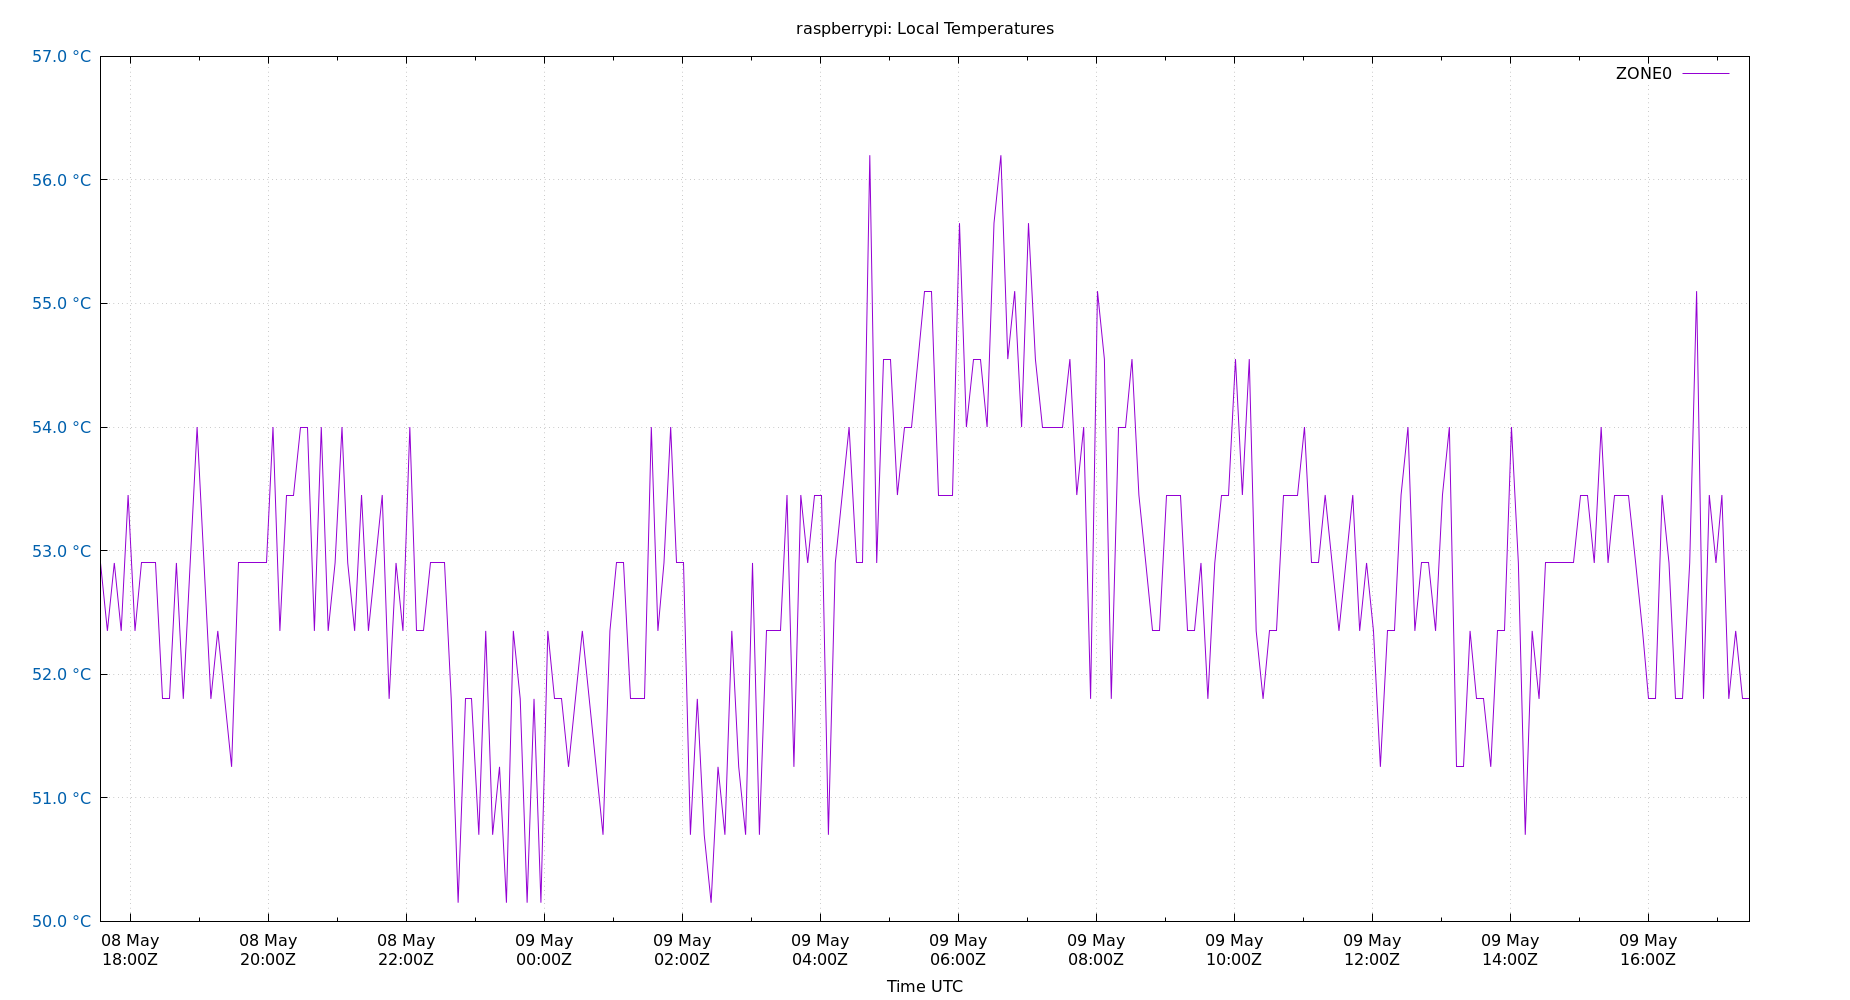 raspberrypi: Local Temperatures
57.0 °C
ZONE0
56.0 °C
55.0 °C
54.0 °C
53.0 °C
52.0 °C
51.0 °C
50.0 °C
08 May 08 May 08 May 09 May 09 May 09 May 09 May 09 May 09 May 09 May 09 May 09 May
18:00Z 20:00Z 22:00Z 00:00Z 02:00Z 04:00Z 06:00Z 08:00Z 10:00Z 12:00Z 14:00Z 16:00Z
Time UTC